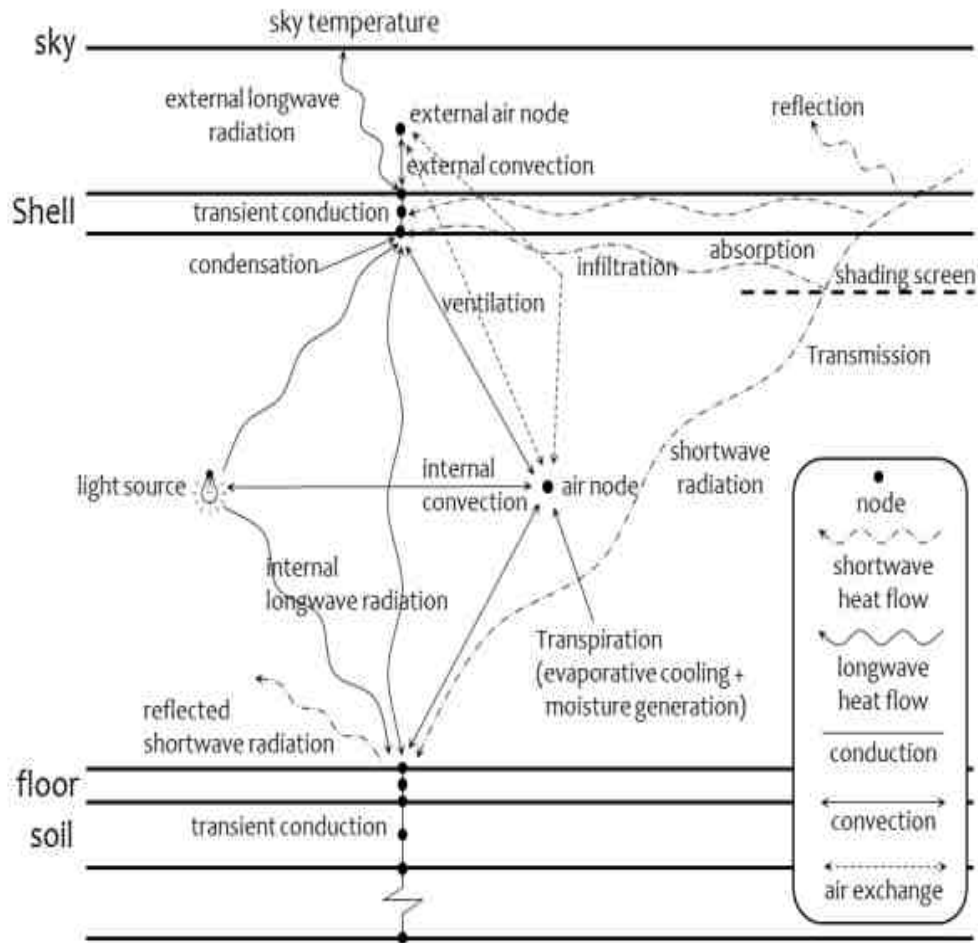 sky
sky temperature
external longwave
radiation
external air node
reflection
external convection
Shell
transient conduction
condensation
infiltration
absorption
shading screen
ventilation
Transmission
light source
internal
convection
air node
shortwave
radiation
internal
longwave radiation
Transpiration
(evaporative cooling +
moisture generation)
reflected
shortwave radiation
floor
soil
transient conduction
node
shortwave
heat flow
longwave
heat flow
conduction
convection
air exchange